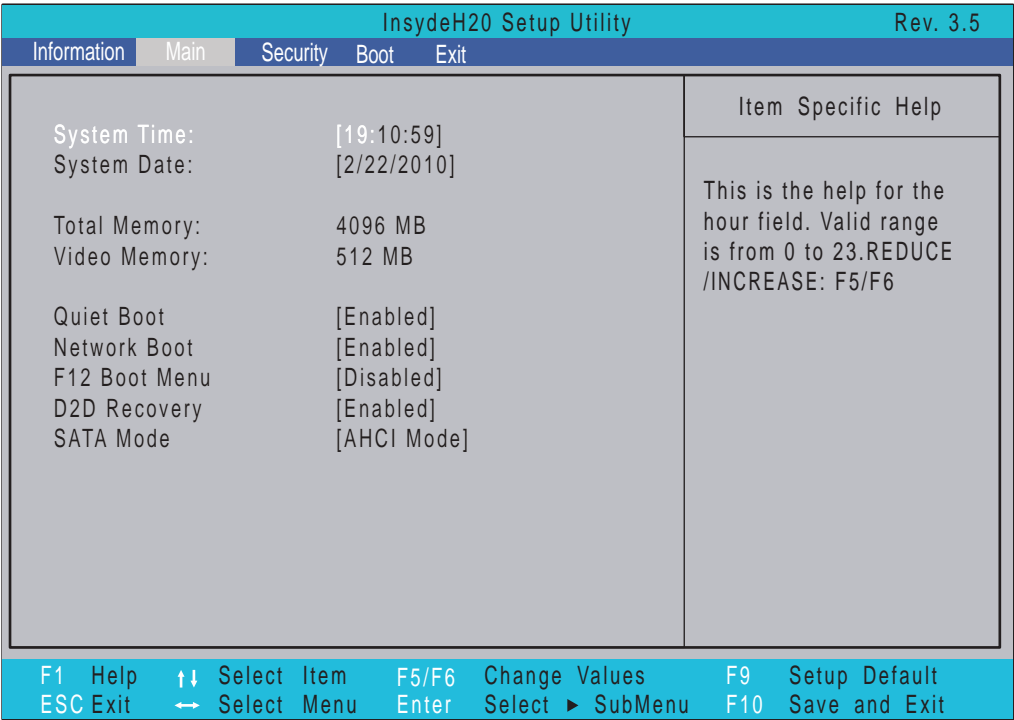 InsydeH20 Setup Utility Rev. 3.5
Information Main Security Boot Exit
Item Specific Help
System Time: [19:10:59]
System Date: [2/22/2010]
Total Memory: 4096 MB
Video Memory: 512 MB
Quiet Boot [Enabled]
Network Boot [Enabled]
F12 Boot Menu [Disabled]
D2D Recovery [Enabled]
SATA Mode [AHCI Mode]
This is the help for the
hour field. Valid range
is from 0 to 23.REDUCE
/INCREASE: F5/F6
F1 Help ↑↓ Select Item F5/F6 Change Values F9 Setup Default
ESC Exit ↔ Select Menu Enter Select ► SubMenu F10 Save and Exit